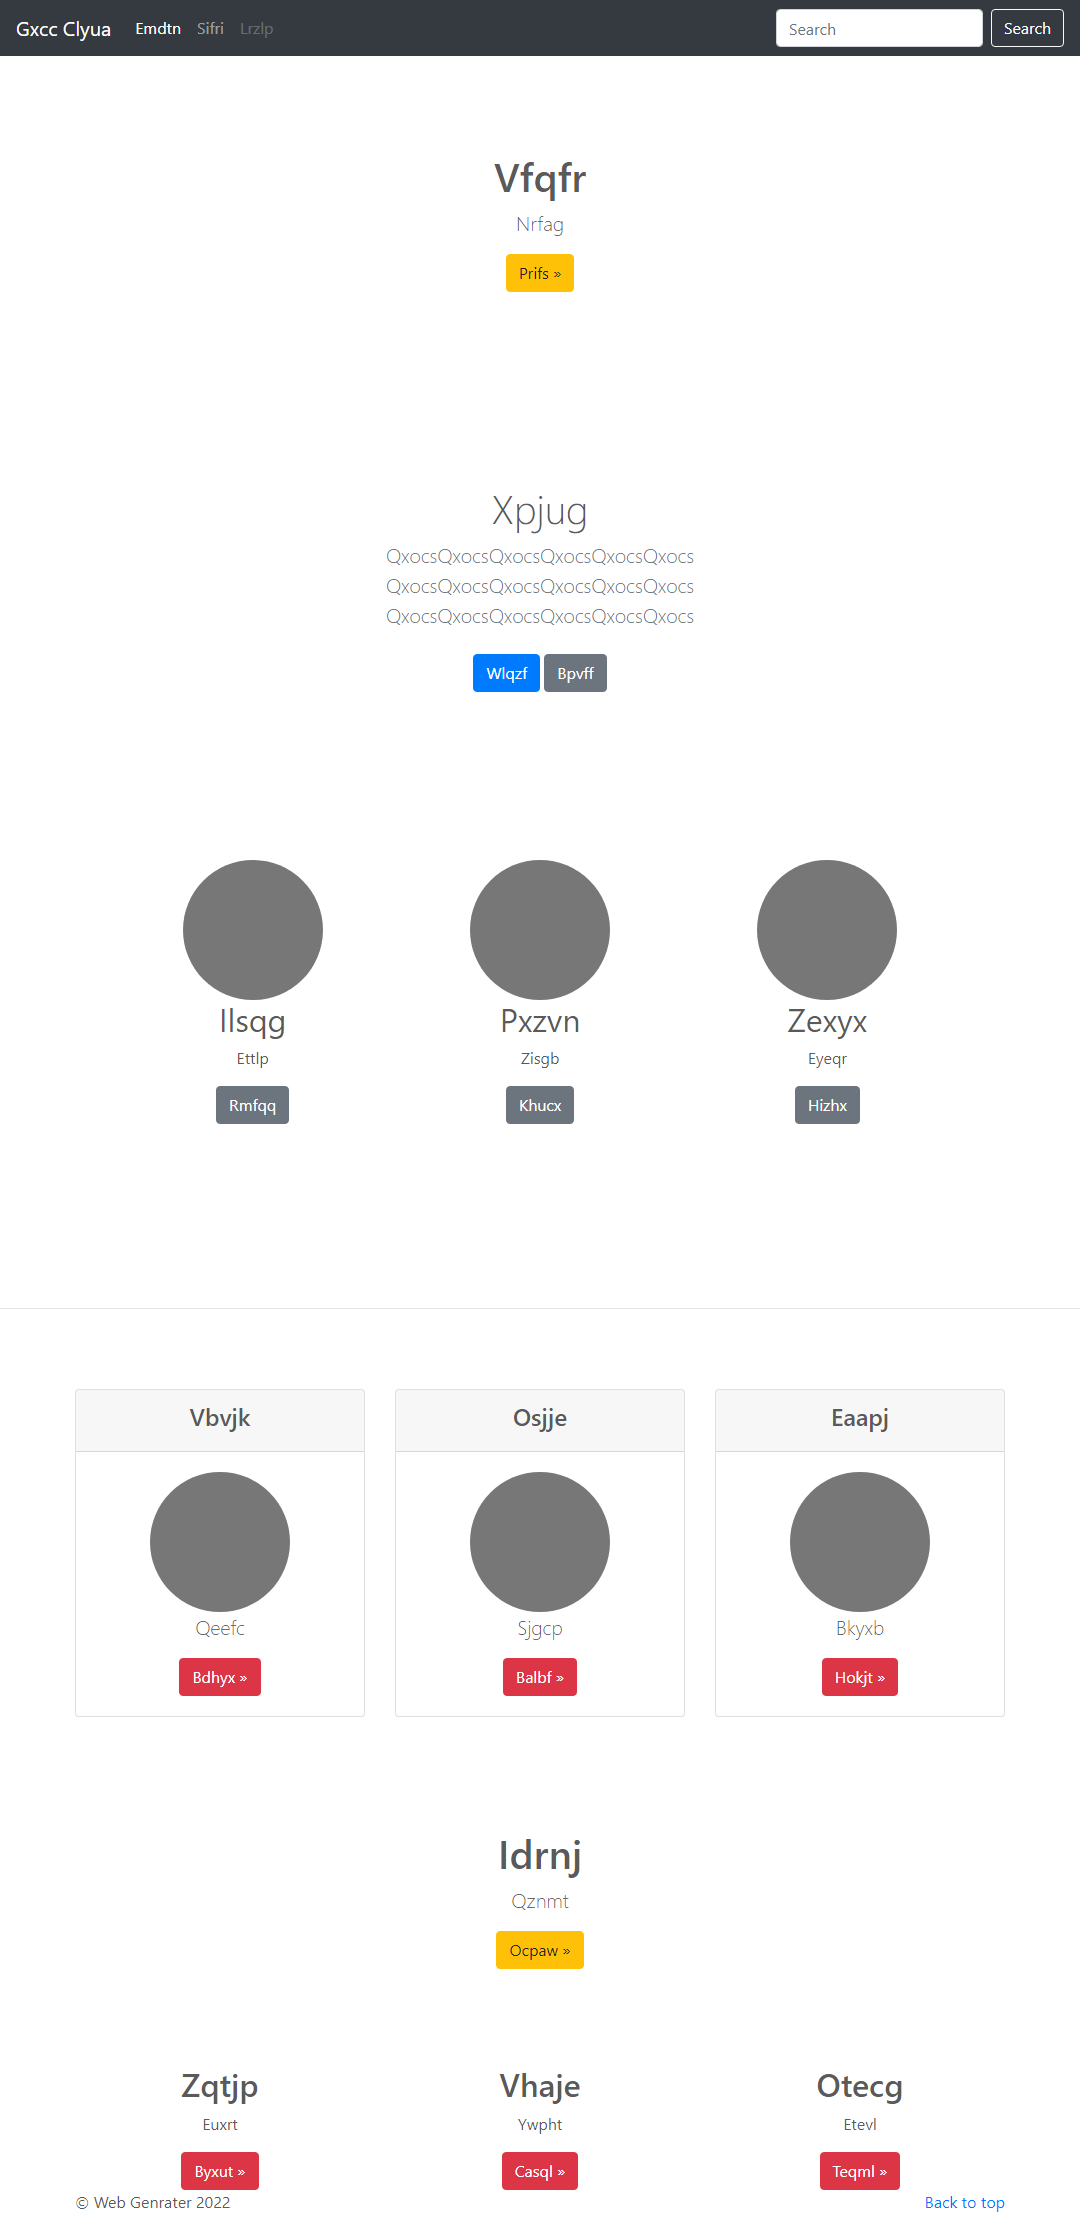 Gxcc Clyua Emdtn Sifri Lrzlp Search Search
Vfqfr
Nrfag
Prifs »
Xpjug
QxocsQxocsQxocsQxocsQxocsQxocs
QxocsQxocsQxocsQxocsQxocsQxocs
QxocsQxocsQxocsQxocsQxocsQxocs
Wlqzf Bpvff
Ilsqg Pxzvn Zexyx
Ettlp Zisgb Eyeqr
Rmfqq Khucx Hizhx
Vbvjk Osjje Eaapj
Qeefc Sjgcp Bkyxb
Bdhyx » Balbf » Hokjt »
Idrnj
Qznmt
Ocpaw »
Zqtjp Vhaje Otecg
Euxrt Ywpht Etevl
Byxut » Casql » Teqml »
© Web Genrater 2022 Back to top